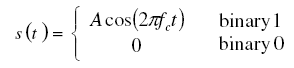 s(t) = { A cos(2πf_c t) binary 1
0 binary 0